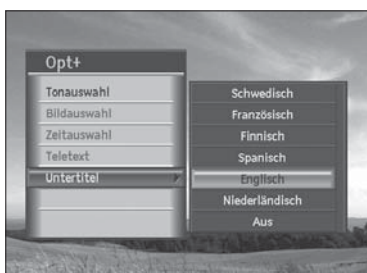 Opt+
Tonauswahl
Bildauswahl
Zeitauswahl
Teletext
Untertitel
Schwedisch
Französisch
Finnisch
Spanisch
Englisch
Niederländisch
Aus